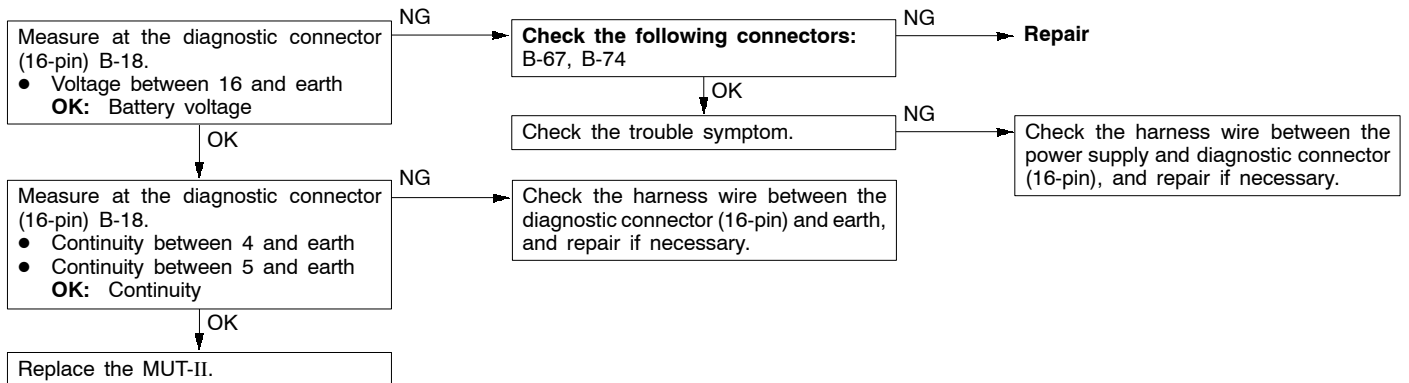 Measure at the diagnostic connector
(16-pin) B-18.
● Voltage between 16 and earth
OK: Battery voltage
NG
Check the following connectors:
B-67, B-74
NG
Repair
OK
Check the trouble symptom.
NG
Check the harness wire between the
power supply and diagnostic connector
(16-pin), and repair if necessary.
OK
Measure at the diagnostic connector
(16-pin) B-18.
● Continuity between 4 and earth
● Continuity between 5 and earth
OK: Continuity
NG
Check the harness wire between the
diagnostic connector (16-pin) and earth,
and repair if necessary.
OK
Replace the MUT-II.